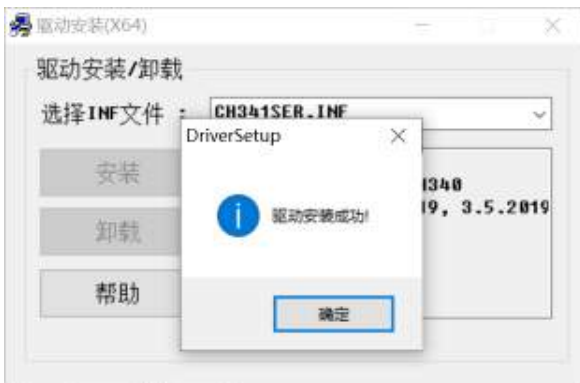 驱动安装(X64)
驱动安装/卸载
选择INF文件 : CH341SER.INF
DriverSetup
安装
H340
驱动安装成功!
19, 3.5.2019
卸载
帮助
确定